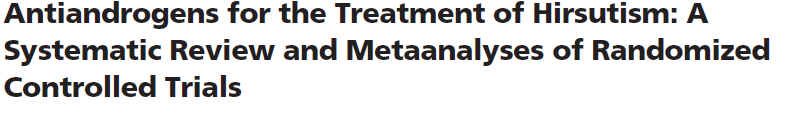 Antiandrogens for the Treatment of Hirsutism: A
Systematic Review and Metaanalyses of Randomized
Controlled Trials